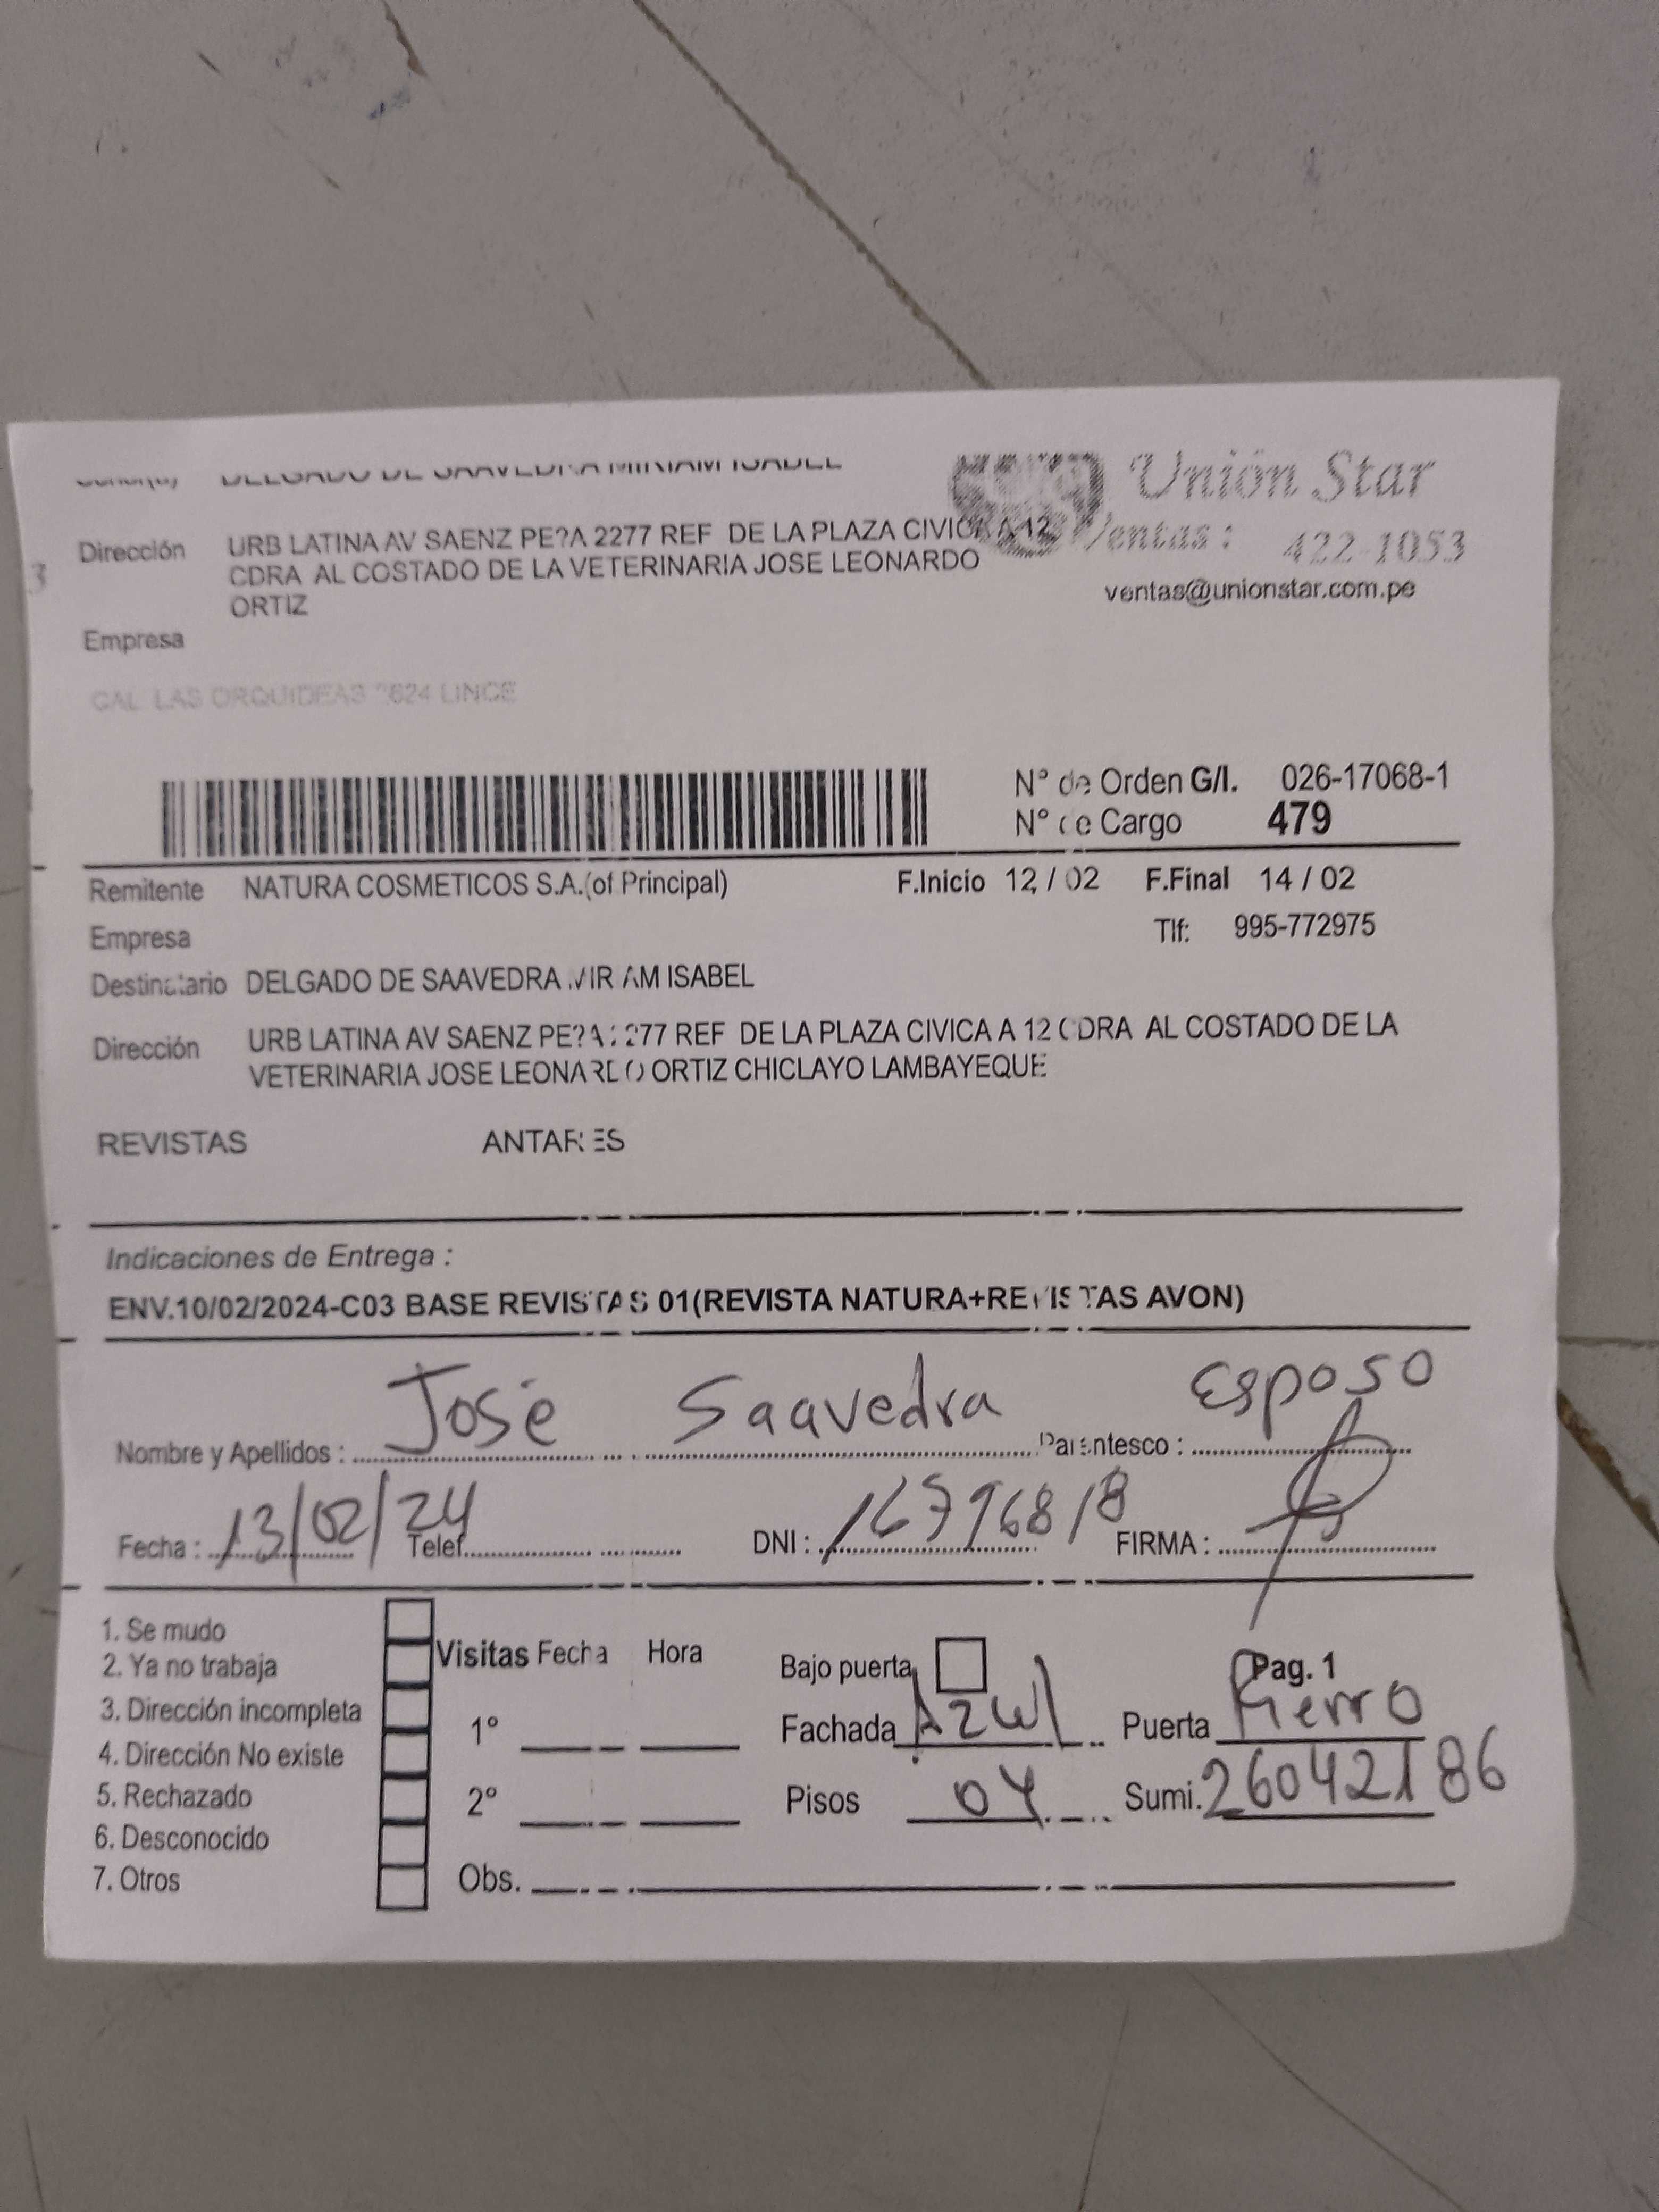 DELGADO DE SAAVEDRA MIRIAM ISABEL
Unión Star
Dirección URB LATINA AV SAENZ PE?A 2277 REF DE LA PLAZA CIVICA A 12
Ventas: 422-1053
CDRA AL COSTADO DE LA VETERINARIA JOSE LEONARDO
ventas@unionstar.com.pe
ORTIZ
3
Empresa
CAL LAS ORQUIDEAS 2624 LINCE
N° de Orden G/I. 026-17068-1
N° de Cargo 479
Remitente NATURA COSMETICOS S.A.(of Principal) F.Inicio 12 / 02 F.Final 14 / 02
Empresa Tlf: 995-772975
Destinatario DELGADO DE SAAVEDRA MIRIAM ISABEL
Dirección URB LATINA AV SAENZ PE?A 2277 REF DE LA PLAZA CIVICA A 12 CDRA AL COSTADO DE LA
VETERINARIA JOSE LEONARDO ORTIZ CHICLAYO LAMBAYEQUE
REVISTAS ANTARES
Indicaciones de Entrega :
ENV.10/02/2024-C03 BASE REVISTAS 01(REVISTA NATURA+REVISTAS AVON)
Nombre y Apellidos : José Saavedra Parentesco : Esposo
Fecha : 13/02/24 Telef. DNI : 16796818 FIRMA :
1. Se mudo
2. Ya no trabaja
3. Dirección incompleta
4. Dirección No existe
5. Rechazado
6. Desconocido
7. Otros
Visitas Fecha Hora
1°
2°
Obs.
Bajo puerta Pag. 1
Fachada Azul Puerta Fierro
Pisos 04 Sumi. 26042186